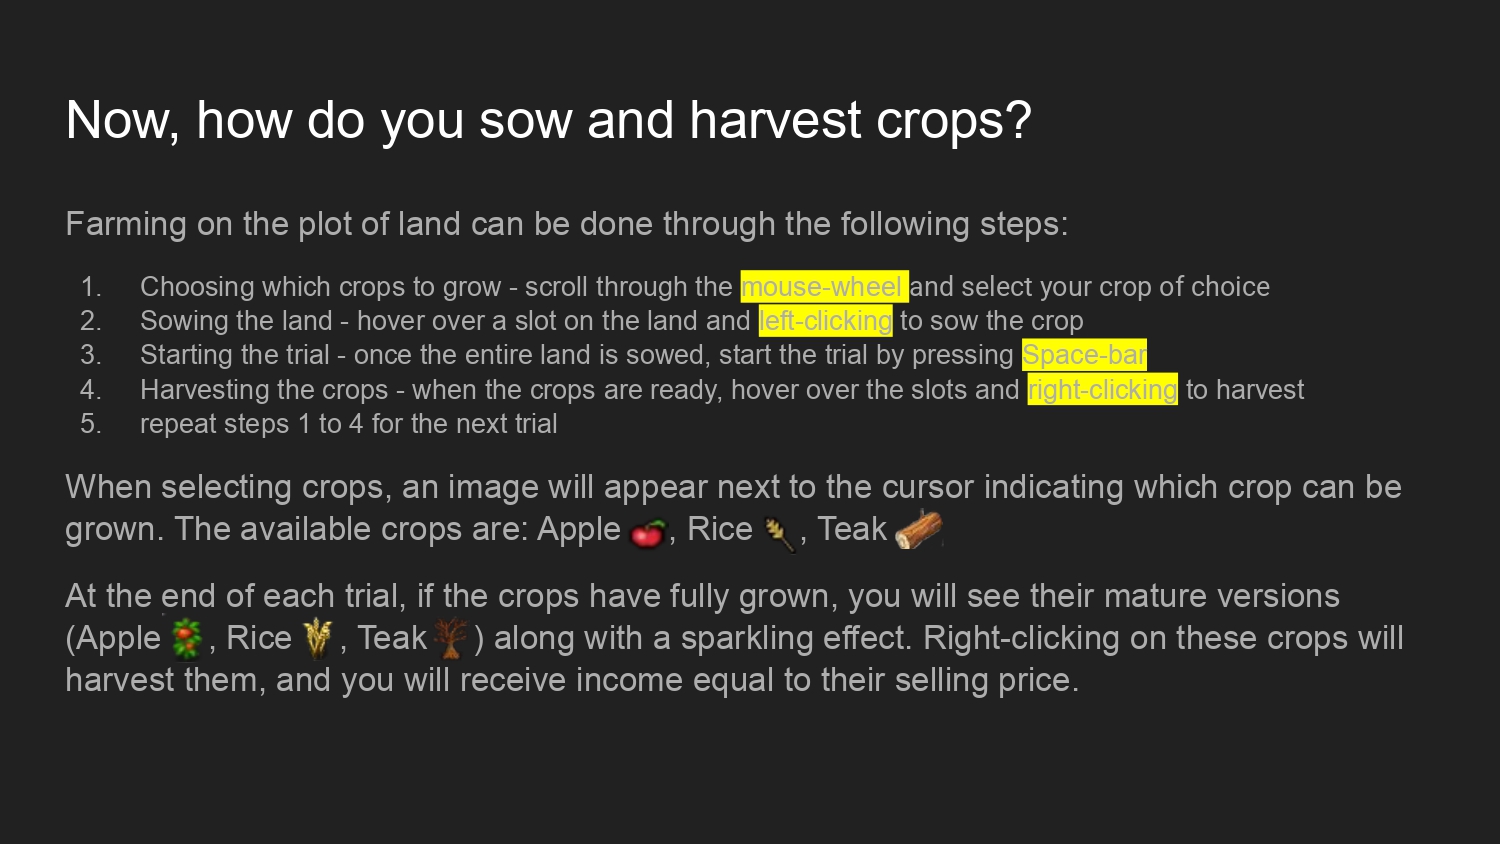 Now, how do you sow and harvest crops?
Farming on the plot of land can be done through the following steps:
1. Choosing which crops to grow - scroll through the mouse-wheel and select your crop of choice
2. Sowing the land - hover over a slot on the land and left-clicking to sow the crop
3. Starting the trial - once the entire land is sowed, start the trial by pressing Space-bar
4. Harvesting the crops - when the crops are ready, hover over the slots and right-clicking to harvest
5. repeat steps 1 to 4 for the next trial
When selecting crops, an image will appear next to the cursor indicating which crop can be
grown. The available crops are: Apple , Rice , Teak
At the end of each trial, if the crops have fully grown, you will see their mature versions
(Apple , Rice , Teak ) along with a sparkling effect. Right-clicking on these crops will
harvest them, and you will receive income equal to their selling price.